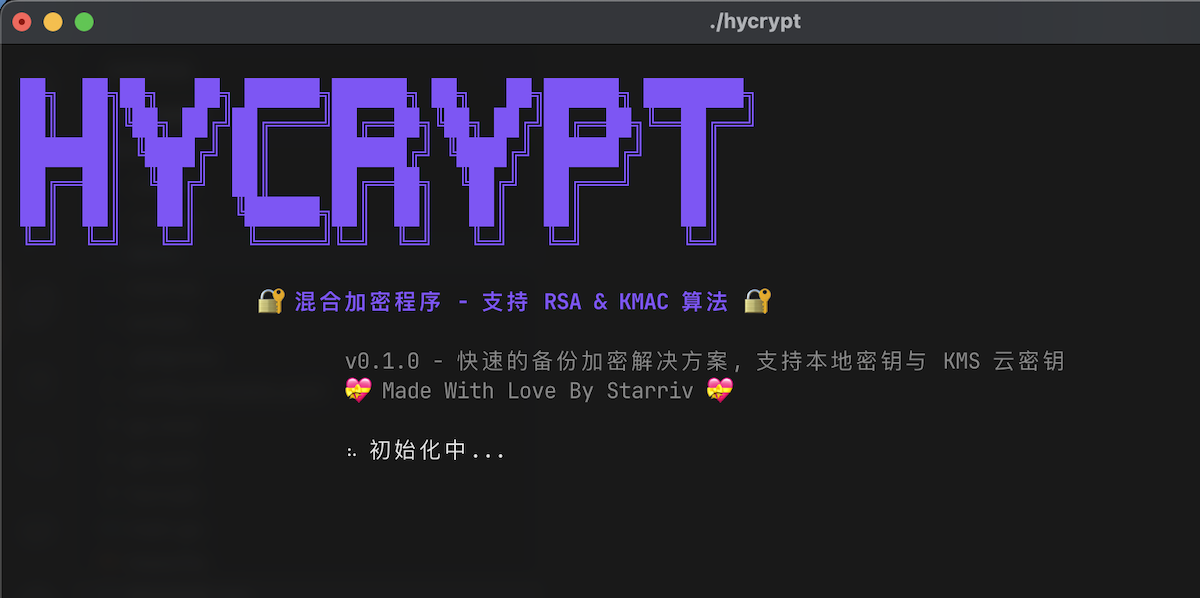 ./hycrypt
HYCRYPT
🔐 混合加密程序 - 支持 RSA & KMAC 算法 🔐
v0.1.0 - 快速的备份加密解决方案, 支持本地密钥与 KMS 云密钥
💝 Made With Love By Starriv 💝
初始化中...